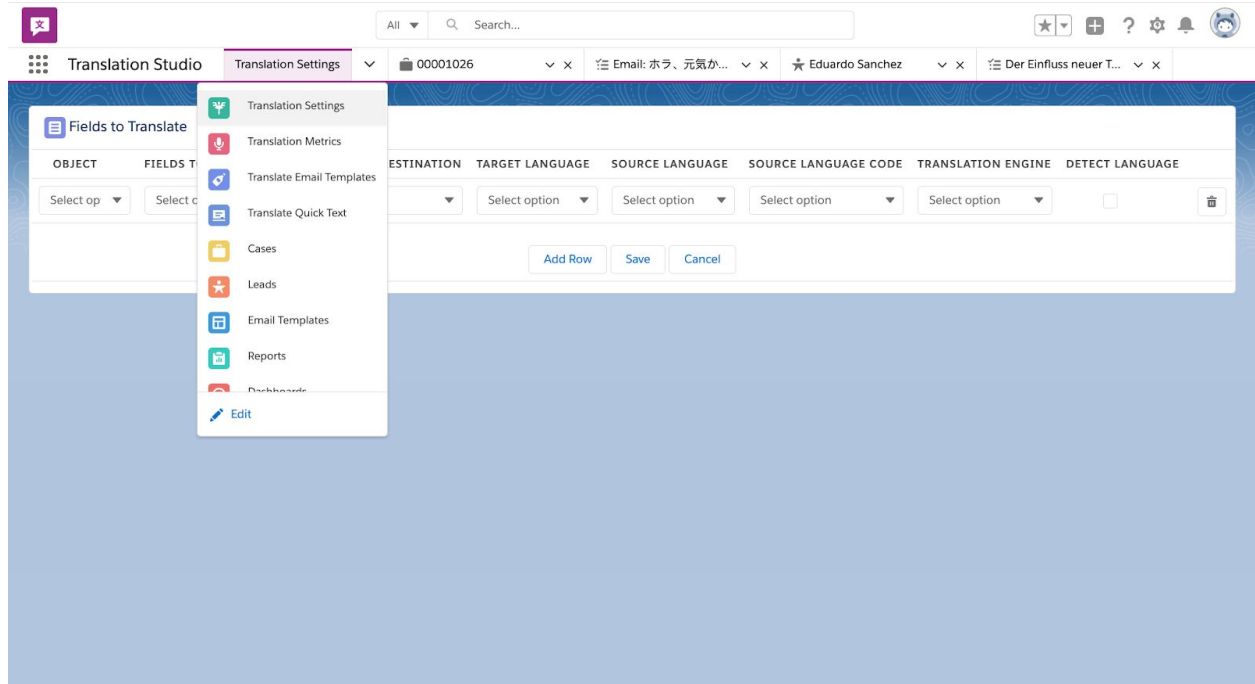 文
All
Search...
Translation Studio
Translation Settings
00001026
Email: ホラ、元気か...
Eduardo Sanchez
Der Einfluss neuer T...
Fields to Translate
OBJECT FIELDS T ESTINATION TARGET LANGUAGE SOURCE LANGUAGE SOURCE LANGUAGE CODE TRANSLATION ENGINE DETECT LANGUAGE
Select op Select Select option Select option Select option Select option
Add Row Save Cancel
Translation Settings
Translation Metrics
Translate Email Templates
Translate Quick Text
Cases
Leads
Email Templates
Reports
Dashboards
Edit